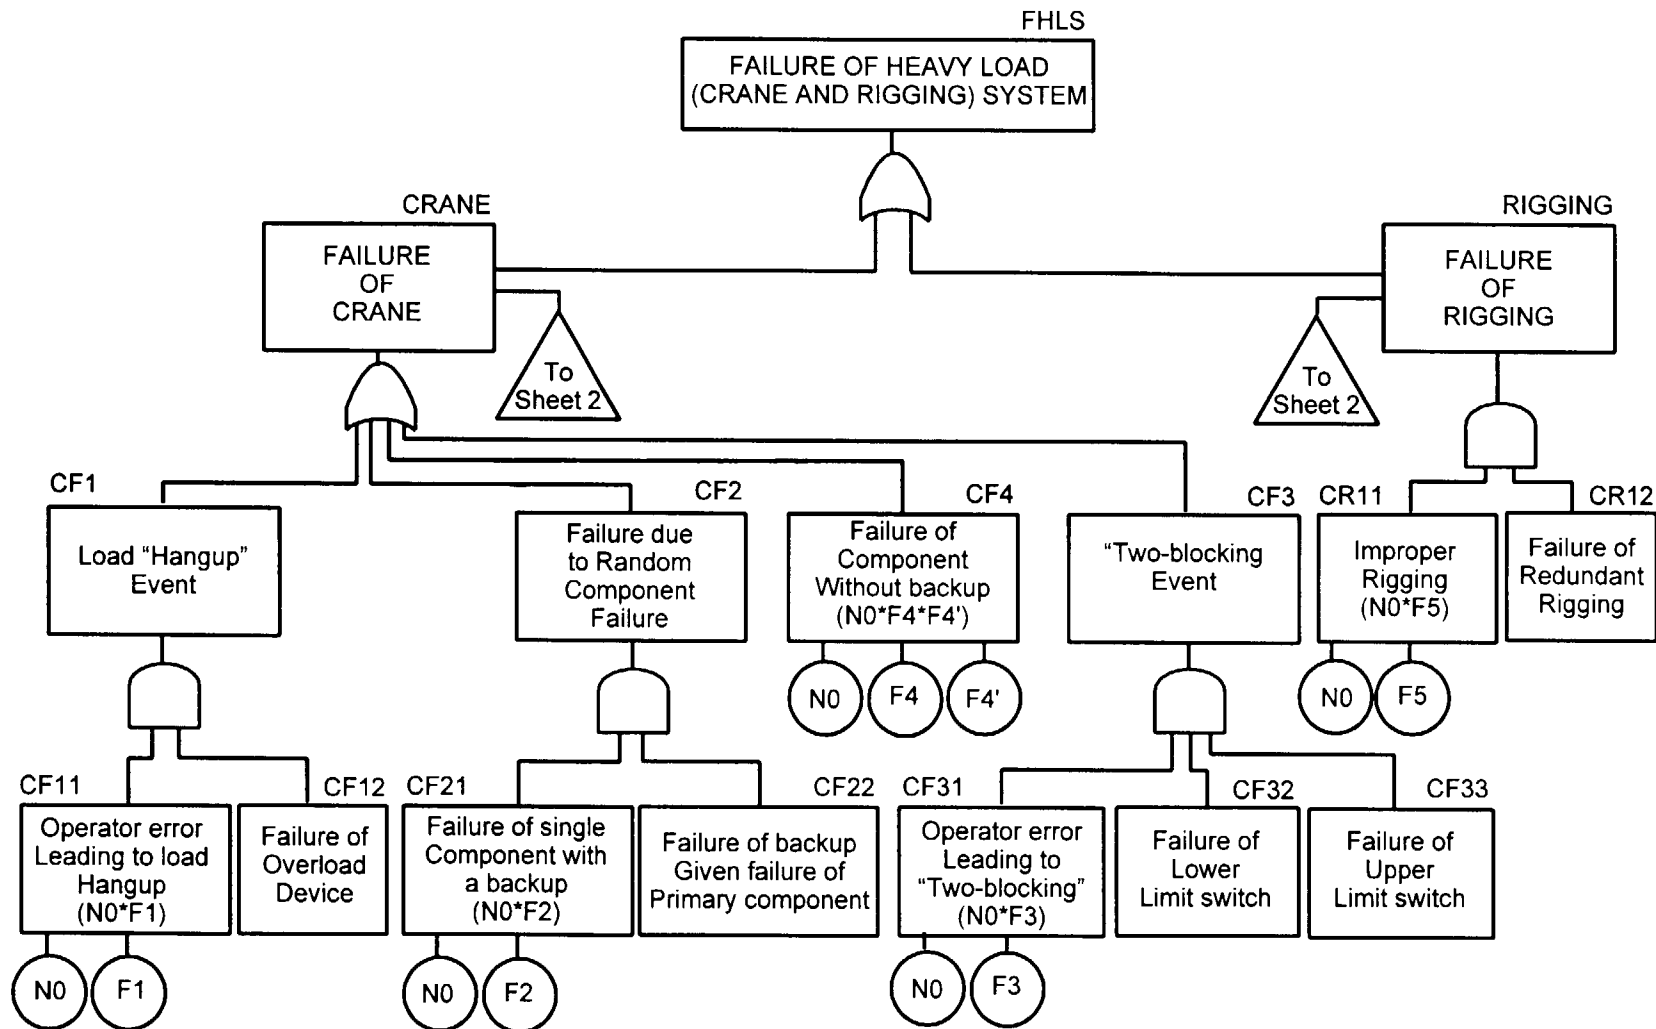 FHLS
FAILURE OF HEAVY LOAD
(CRANE AND RIGGING) SYSTEM
CRANE
FAILURE
OF
CRANE
To
Sheet 2
RIGGING
FAILURE
OF
RIGGING
To
Sheet 2
CF1
Load “Hangup”
Event
CF2
Failure due
to Random
Component
Failure
CF4
Failure of
Component
Without backup
(N0*F4*F4')
N0
F4
F4'
CF3
“Two-blocking
Event
CR11
Improper
Rigging
(N0*F5)
N0
F5
CR12
Failure of
Redundant
Rigging
CF11
Operator error
Leading to load
Hangup
(N0*F1)
N0
F1
CF12
Failure of
Overload
Device
CF21
Failure of single
Component with
a backup
(N0*F2)
N0
F2
CF22
Failure of backup
Given failure of
Primary component
CF31
Operator error
Leading to
“Two-blocking”
(N0*F3)
N0
F3
CF32
Failure of
Lower
Limit switch
CF33
Failure of
Upper
Limit switch